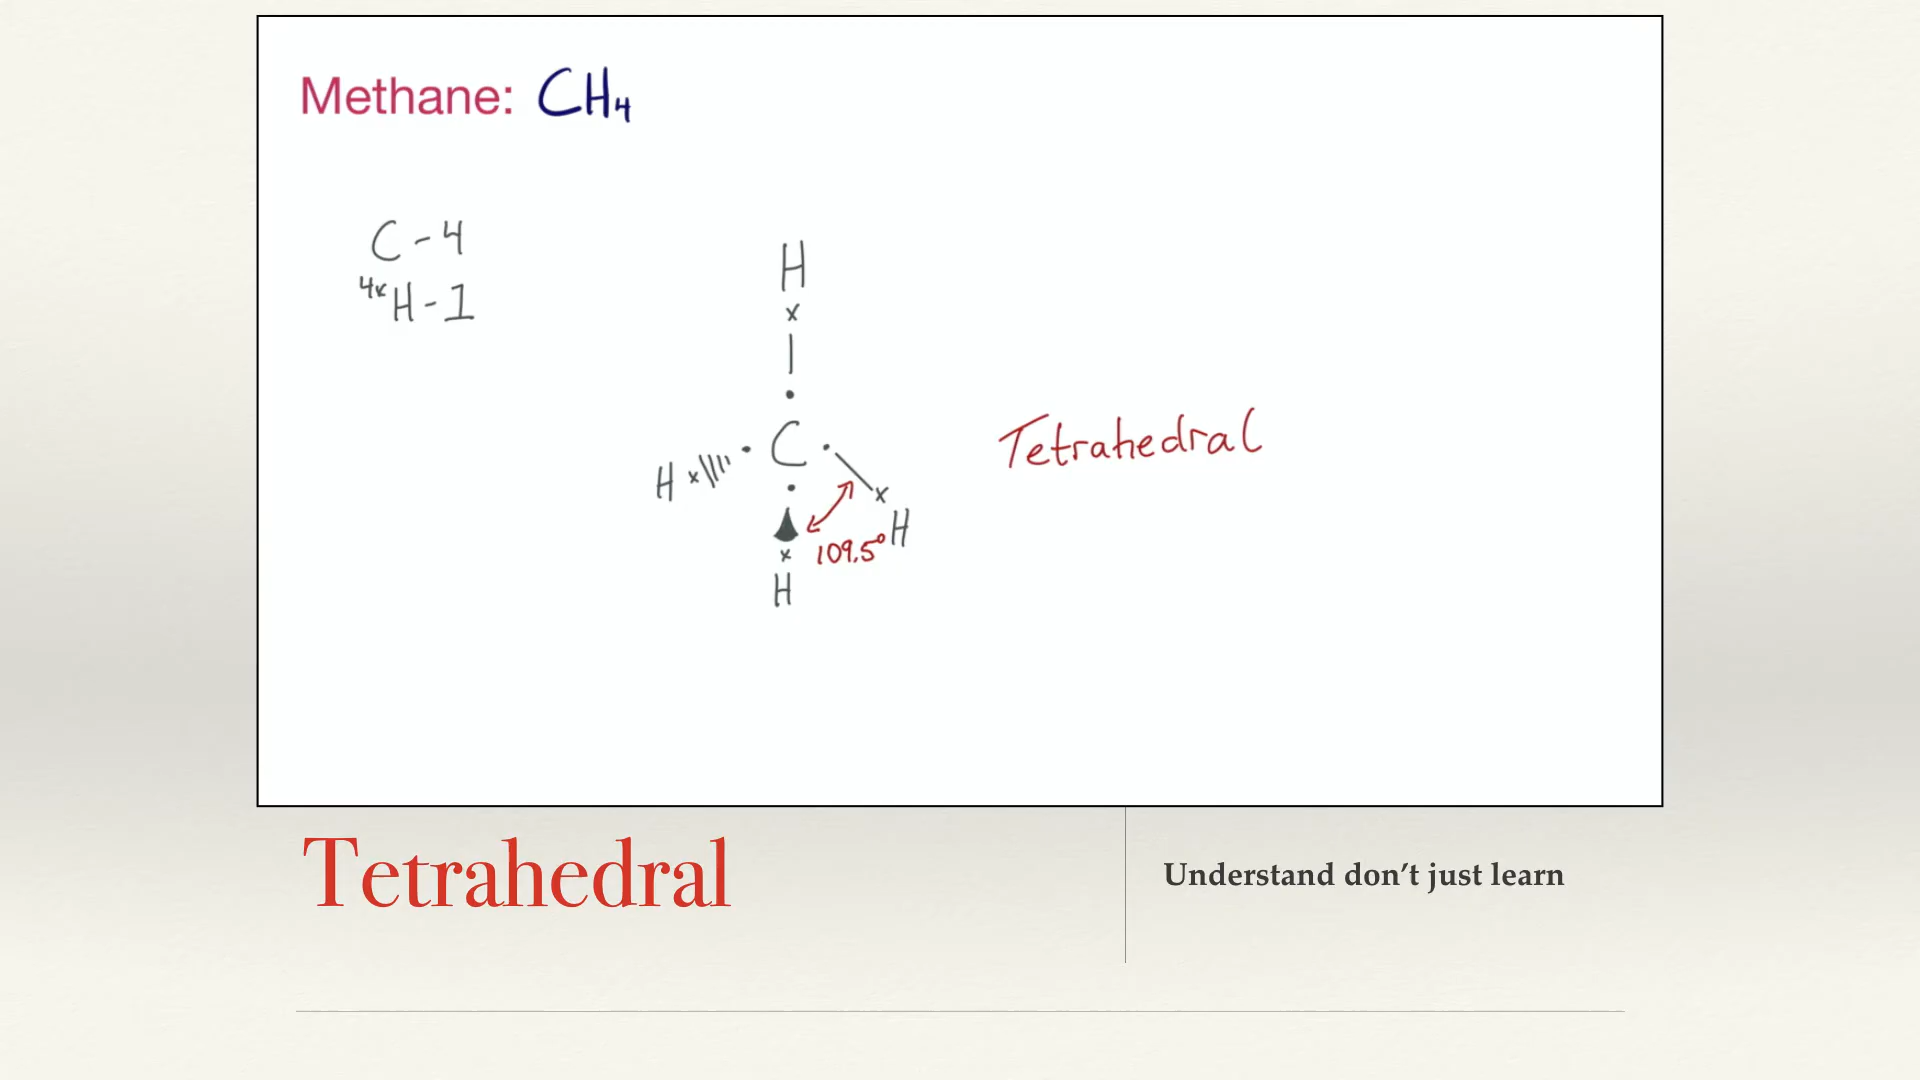 Methane: CH₄
C - 4
4x H - 1
H
x
C
H x
x
109.5° H
x
H
Tetrahedral
Tetrahedral
Understand don’t just learn